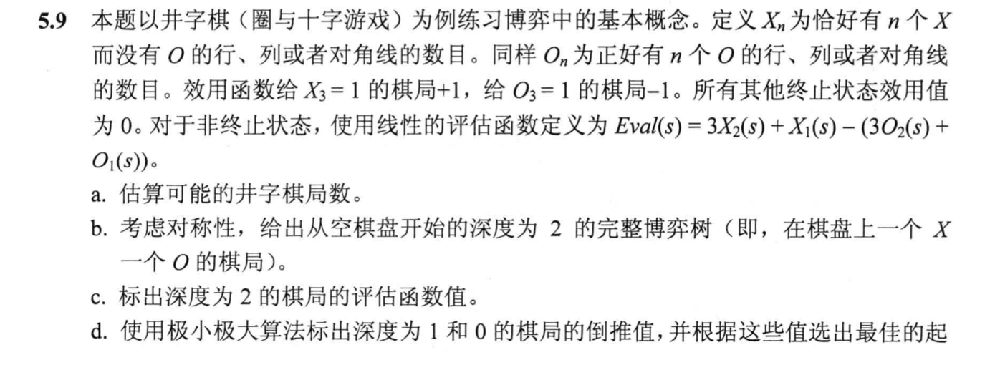 5.9 本题以井字棋（圈与十字游戏）为例练习博弈中的基本概念。定义 Xₙ 为恰好有 n 个 X
而没有 O 的行、列或者对角线的数目。同样 Oₙ 为正好有 n 个 O 的行、列或者对角线
的数目。效用函数给 X₃ = 1 的棋局+1，给 O₃ = 1 的棋局−1。所有其他终止状态效用值
为 0。对于非终止状态，使用线性的评估函数定义为 Eval(s) = 3X₂(s) + X₁(s) − (3O₂(s) +
O₁(s))。
a. 估算可能的井字棋局数。
b. 考虑对称性，给出从空棋盘开始的深度为 2 的完整博弈树（即，在棋盘上一个 X
一个 O 的棋局）。
c. 标出深度为 2 的棋局的评估函数值。
d. 使用极小极大算法标出深度为 1 和 0 的棋局的倒推值，并根据这些值选出最佳的起